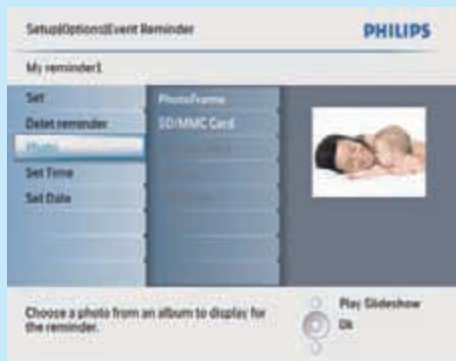 Setup|Options|Event Reminder
PHILIPS
My reminder1
Set
PhotoFrame
Delet reminder
SD/MMC Card
Photo
Set Time
Set Date
Choose a photo from an album to display for
the reminder.
Play Slideshow
Ok